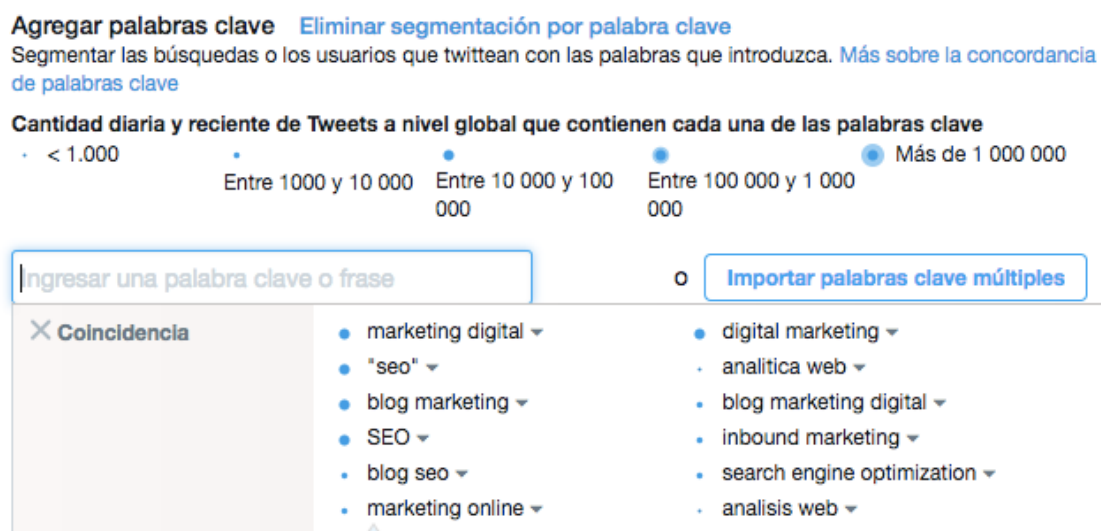 Agregar palabras clave Eliminar segmentación por palabra clave
Segmentar las búsquedas o los usuarios que twittean con las palabras que introduzca. Más sobre la concordancia
de palabras clave
Cantidad diaria y reciente de Tweets a nivel global que contienen cada una de las palabras clave
< 1.000
Entre 1000 y 10 000
Entre 10 000 y 100
000
Entre 100 000 y 1 000
000
Más de 1 000 000
Ingresar una palabra clave o frase
o
Importar palabras clave múltiples
Coincidencia
marketing digital
digital marketing
"seo"
analitica web
blog marketing
blog marketing digital
SEO
inbound marketing
blog seo
search engine optimization
marketing online
analisis web